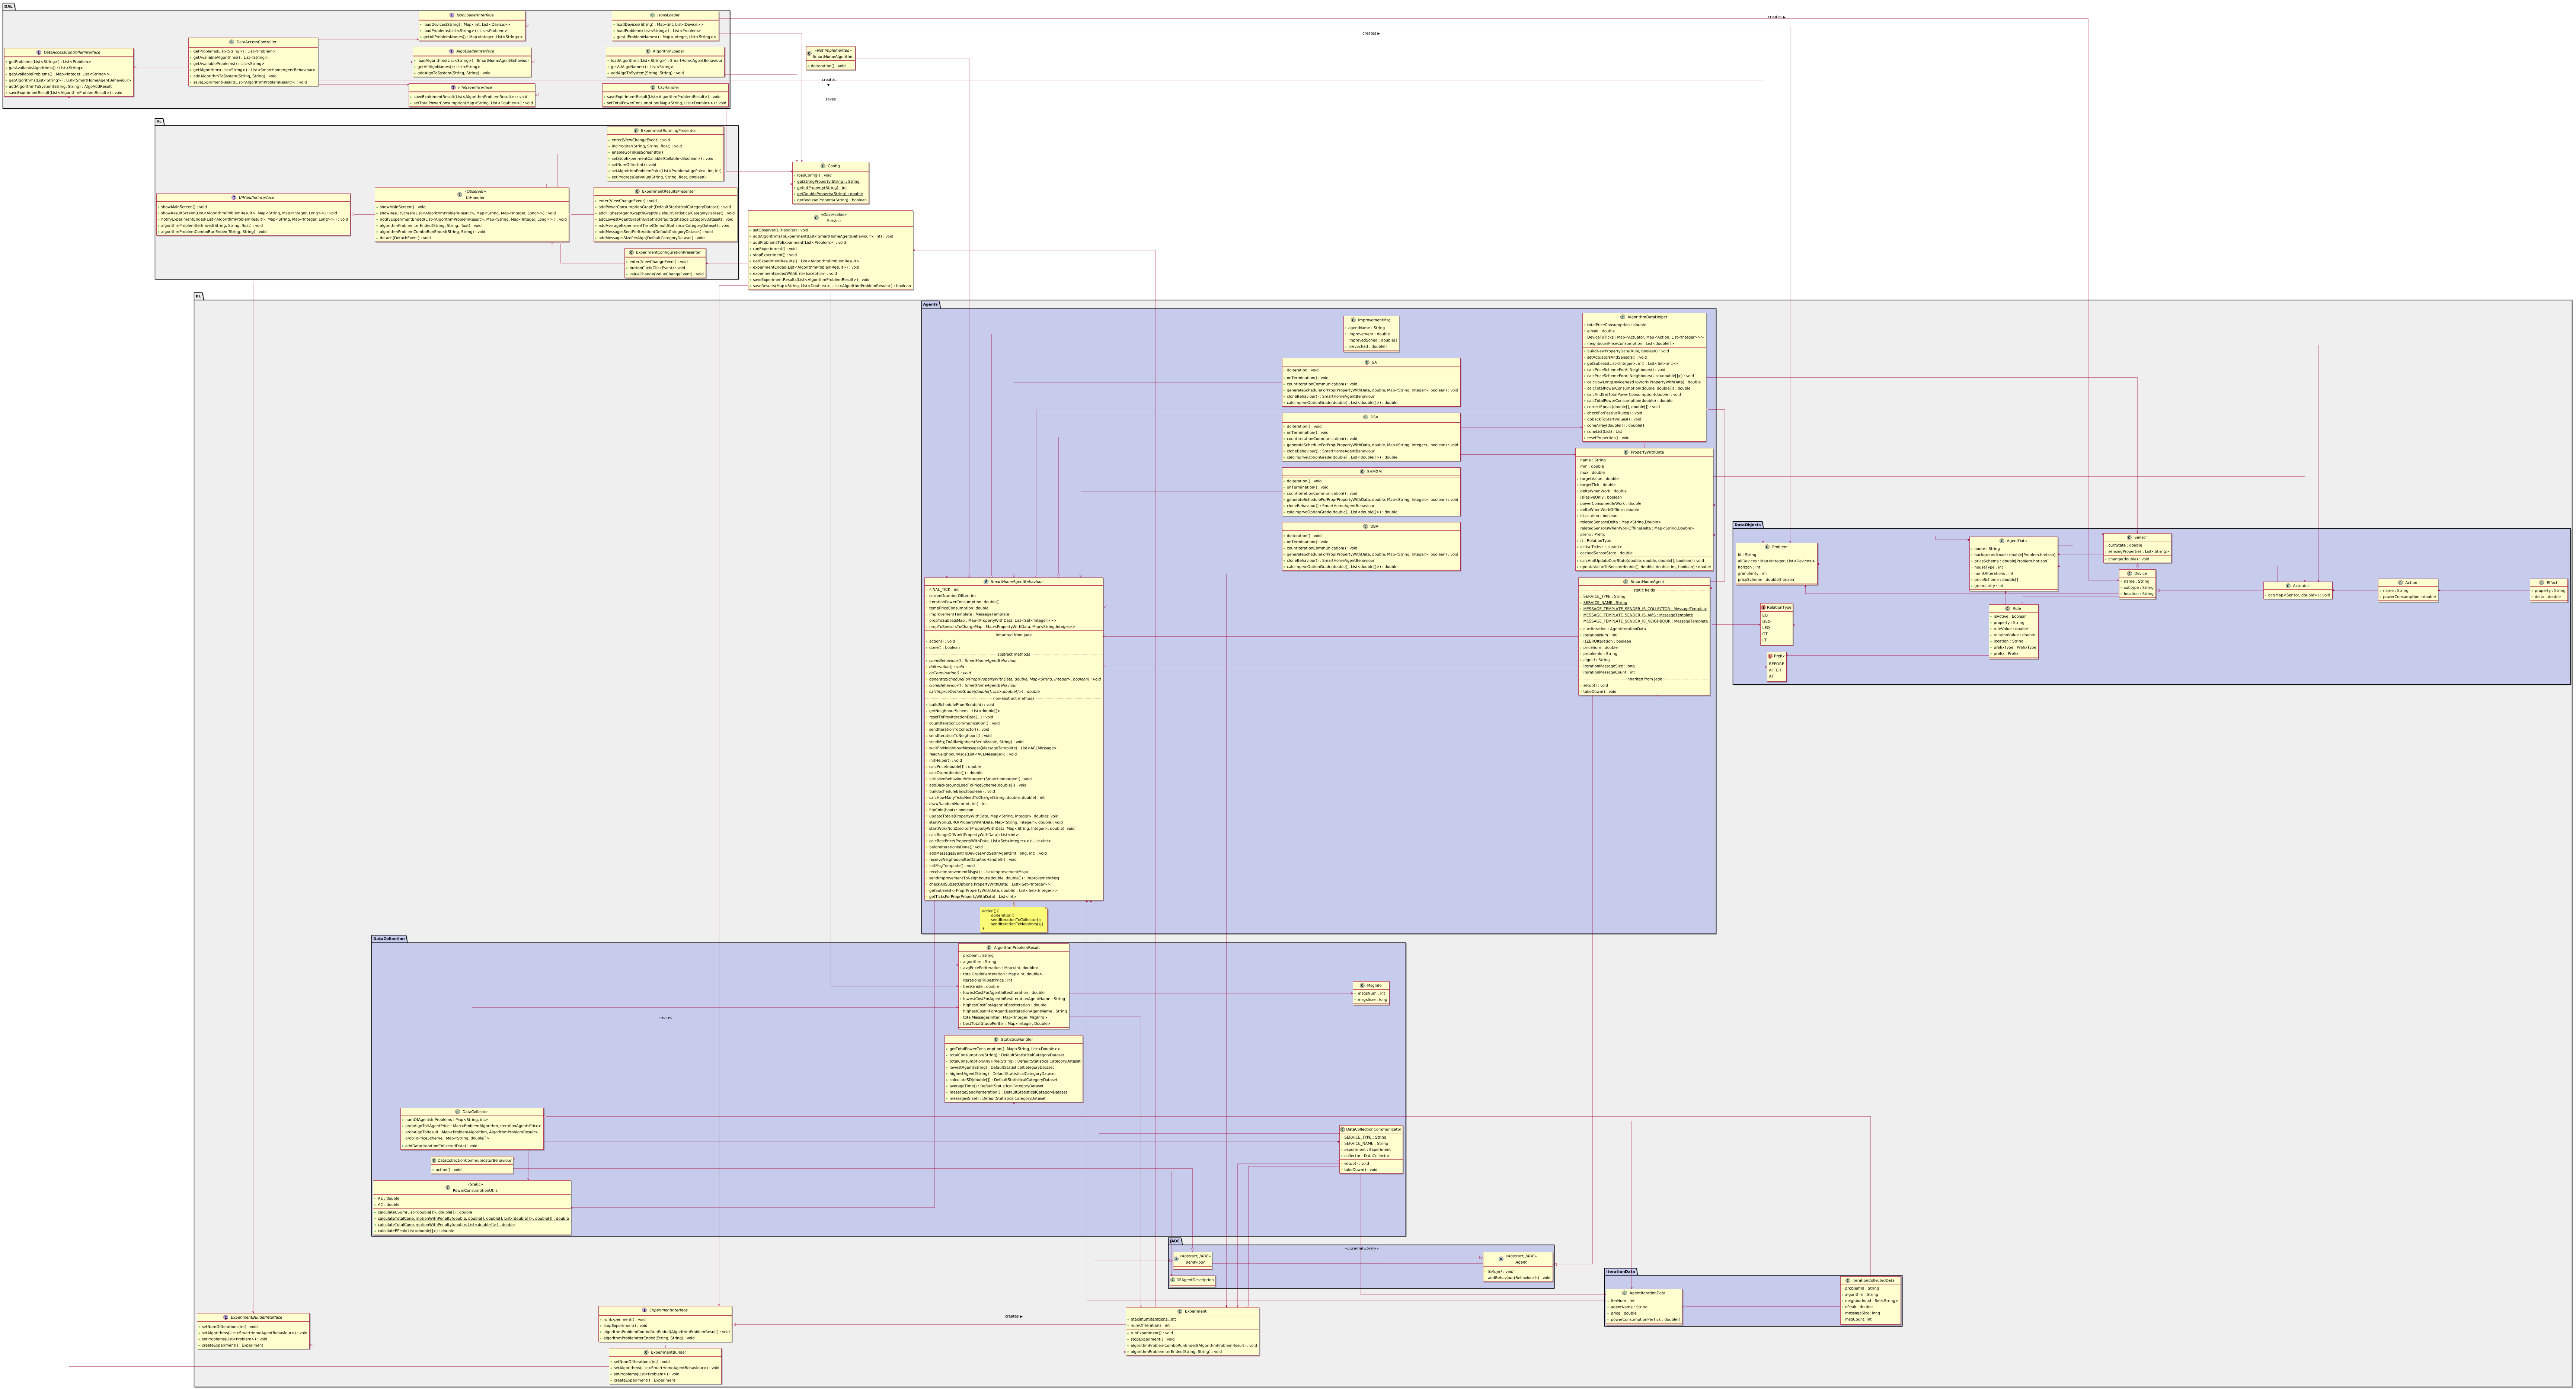 DAL
JsonLoaderInterface
loadDevices(String) : Map<int, List<Device>>
loadProblems(List<String>) : List<Problem>
getAllProblemNames() : Map<Integer, List<String>>
JsonsLoader
loadDevices(String) : Map<int, List<Device>>
loadProblems(List<String>) : List<Problem>
getAllProblemNames() : Map<Integer, List<String>>
DataAccessControllerInterface
getProblems(List<String>) : List<Problem>
getAvailableAlgorithms() : List<String>
getAvailableProblems() : Map<Integer, List<String>>
getAlgorithms(List<String>) : List<SmartHomeAgentBehaviour>
addAlgorithmToSystem(String, String) : AlgoAddResult
saveExpirimentResult(List<AlgorithmProblemResult>) : void
DataAccessController
getProblems(List<String>) : List<Problem>
getAvailableAlgorithms() : List<String>
getAvailableProblems() : List<String>
getAlgorithms(List<String>) : List<SmartHomeAgentBehaviour>
addAlgorithmToSystem(String, String) : void
saveExpirimentResult(List<AlgorithmProblemResult>) : void
AlgoLoaderInterface
loadAlgorithms(List<String>) : SmartHomeAgentBehaviour
getAllAlgoNames() : List<String>
addAlgoToSystem(String, String) : void
AlgorithmLoader
loadAlgorithms(List<String>) : SmartHomeAgentBehaviour
getAllAlgoNames() : List<String>
addAlgoToSystem(String, String) : void
FileSaverInterface
saveExpirimentResult(List<AlgorithmProblemResult>) : void
setTotalPowerConsumption(Map<String, List<Double>>) : void
CsvHandler
saveExpirimentResult(List<AlgorithmProblemResult>) : void
setTotalPowerConsumption(Map<String, List<Double>>) : void
«Not Implemented»
SmartHomeAlgorithm
doIteration() : void
creates
creates
creates
saves
PL
ExperimentRunningPresenter
enter(ViewChangeEvent) : void
incProgBar(String, String, float) : void
enableGoToResScreenBtn()
setStopExperimentCallable(Callable<Boolean>) : void
setNumOfIter(int) : void
setAlgorithmProblemPairs(List<ProblemAlgoPair>, int, int)
setProgressBarValue(String, String, float, boolean)
UiHandlerInterface
showMainScreen() : void
showResultScreen(List<AlgorithmProblemResult>, Map<String, Map<Integer, Long>>) : void
notifyExperimentEnded(List<AlgorithmProblemResult>, Map<String, Map<Integer, Long>>) : void
algorithmProblemIterEnded(String, String, float) : void
algorithmProblemComboRunEnded(String, String) : void
«Observer»
UiHandler
showMainScreen() : void
showResultScreen(List<AlgorithmProblemResult>, Map<String, Map<Integer, Long>>) : void
notifyExperimentEnded(List<AlgorithmProblemResult>, Map<String, Map<Integer, Long>>) : void
algorithmProblemIterEnded(String, String, float) : void
algorithmProblemComboRunEnded(String, String) : void
detach(DetachEvent) : void
ExperimentResultsPresenter
enter(ViewChangeEvent) : void
addPowerConsumptionGraph(DefaultStatisticalCategoryDataset) : void
addHighestAgentGraphGraph(DefaultStatisticalCategoryDataset) : void
addLowestAgentGrpahGraph(DefaultStatisticalCategoryDataset) : void
addAverageExperimentTime(DefaultStatisticalCategoryDataset) : void
addMessagesSentPerIteration(DefaultCategoryDataset) : void
addMessagesSizePerAlgo(DefaultCategoryDataset) : void
ExperimentConfigurationPresenter
enter(ViewChangeEvent) : void
buttonClick(ClickEvent) : void
valueChange(ValueChangeEvent) : void
Config
loadConfig() : void
getStringProperty(String) : String
getIntProperty(String) : int
getDoubleProperty(String) : double
getBooleanProperty(String) : boolean
«Observable»
Service
setObserver(UiHandler) : void
addAlgorithmsToExperiment(List<SmartHomeAgentBehaviour>, int) : void
addProblemsToExperiment(List<Problem>) : void
runExperiment() : void
stopExperiment() : void
getExperimentResults() : List<AlgorithmProblemResult>
experimentEnded(List<AlgorithmProblemResult>) : void
experimentEndedWithError(Exception) : void
saveExperimentResults(List<AlgorithmProblemResult>) : void
saveResults(Map<String, List<Double>>, List<AlgorithmProblemResult>) : boolean
BL
Agents
ImprovementMsg
agentName : String
improvement : double
imprevedSched : double[]
prevSched : double[]
AlgorithmDataHelper
totalPriceConsumption : double
ePeak : double
DeviceToTicks : Map<Actuator, Map<Action, List<Integer>>>
neighboursPriceConsumption : List<double[]>
buildNewPropertyData(Rule, boolean) : void
setActuatorsAndSensors() : void
getSubsets(List<Integer>, int) : List<Set<int>>
calcPriceSchemeForAllNeighbours() : void
calcPriceSchemeForAllNeighbours(List<double[]>) : void
calcHowLongDeviceNeedToWork(PropertyWithData) : double
calcTotalPowerConsumption(double, double[]) : double
calcAndSetTotalPowerConsumption(double) : void
calcTotalPowerConsumption(double) : double
correctEpeak(double[], double[]) : void
checkForPassiveRules() : void
goBackToStartValues() : void
cloneArray(double[]) : double[]
cloneList(List) : List
resetProperties() : void
SA
doIteration : void
onTermination() : void
countIterationCommunication() : void
generateScheduleForProp(PropertyWithData, double, Map<String, Integer>, boolean) : void
cloneBehaviour() : SmartHomeAgentBehaviour
calcImprveOptionGrade(double[], List<double[]>) : double
DSA
doIteration() : void
onTermination() : void
countIterationCommunication() : void
generateScheduleForProp(PropertyWithData, double, Map<String, Integer>, boolean) : void
cloneBehaviour() : SmartHomeAgentBehaviour
calcImprveOptionGrade(double[], List<double[]>) : double
SHMGM
doIteration() : void
onTermination() : void
countIterationCommunication() : void
generateScheduleForProp(PropertyWithData, double, Map<String, Integer>, boolean) : void
cloneBehaviour() : SmartHomeAgentBehaviour
calcImprveOptionGrade(double[], List<double[]>) : double
DBA
doIteration() : void
onTermination() : void
countIterationCommunication() : void
generateScheduleForProp(PropertyWithData, double, Map<String, Integer>, boolean) : void
cloneBehaviour() : SmartHomeAgentBehaviour
calcImprveOptionGrade(double[], List<double[]>) : double
PropertyWithData
name : String
min : double
max : double
targetValue : double
targetTick : double
deltaWhenWork : double
isPasiveOnly : boolean
powerConsumedInWork : double
deltaWhenWorkOffline : double
isLocation : boolean
relatedSensorsDelta : Map<String,Double>
relatedSensorsWhenWorkOfflineDelta : Map<String,Double>
prefix : Prefix
rt : RelationType
activeTicks : List<int>
cachedSensorState : double
calcAndUpdateCurrState(double, double, double[], boolean) : void
updateValueToSensor(double[], double, double, int, boolean) : double
SmartHomeAgentBehaviour
FINAL_TICK : int
currentNumberOfIter: int
iterationPowerConsumption: double[]
tempPriceConsumption: double
improvementTemplate : MessageTemplate
propToSubsetsMap : Map<PropertyWithData, List<Set<Integer>>>
propToSensorsToChargeMap : Map<PropertyWithData, Map<String,Integer>>
inherited from jade
action() : void
done() : boolean
abstract methods
cloneBehaviour() : SmartHomeAgentBehaviour
doIteration() : void
onTermination() : void
generateScheduleForProp(PropertyWithData, double, Map<String, Integer>, boolean) : void
cloneBehaviour() : SmartHomeAgentBehaviour
calcImprveOptionGrade(double[], List<double[]>) : double
non abstract methods
buildScheduleFromScratch() : void
getNeighbourScheds : List<double[]>
resetToPrevIterationData(...) : void
countIterationCommunication() : void
sendIterationToCollector() : void
sendIterationToNeighbors() : void
sendMsgToAllNeighbors(Serializable, String) : void
waitForNeighbourMessages(MessageTemplate) : List<ACLMessage>
readNeighbourMsgs(List<ACLMessage>) : void
initHelper() : void
calcPrice(double[]) : double
calcCsum(double[]) : double
initializeBehaviourWithAgent(SmartHomeAgent) : void
addBackgroundLoadToPriceScheme(double[]) : void
buildScheduleBasic(boolean) : void
calcHowManyTicksNeedToCharge(String, double, double) : int
drawRandomNum(int, int) : int
flipCoin(float) : boolean
updateTotals(PropertyWithData, Map<String, Integer>, double): void
startWorkZERO(PropertyWithData, Map<String, Integer>, double): void
startWorkNonZeroIter(PropertyWithData, Map<String, Integer>, double): void
calcRangeOfWork(PropertyWithData): List<int>
calcBestPrice(PropertyWithData, List<Set<Integer>>): List<int>
beforeIterationIsDone(): void
addMessagesSentToDevicesAndSetInAgent(int, long, int) : void
receiveNeighboursIterDataAndHandleIt() : void
initMsgTemplate() : void
receiveImprovementMsgs() : List<ImprovementMsg>
sendImprovementToNeighbours(double, double[]) : ImprovementMsg
checkAllSubsetOptions(PropertyWithData) : List<Set<Integer>>
getSubsetsForProp(PropertyWithData, double) : List<Set<Integer>>
getTicksForProp(PropertyWithData) : List<int>
action(){
doIteration();
sendIterationToCollector();
sendIterationToNeighbrs();}
}
SmartHomeAgent
static fields
SERVICE_TYPE : String
SERVICE_NAME : String
MESSAGE_TEMPLATE_SENDER_IS_COLLECTOR : MessageTemplate
MESSAGE_TEMPLATE_SENDER_IS_AMS : MessageTemplate
MESSAGE_TEMPLATE_SENDER_IS_NEIGHBOUR : MessageTemplate
currIteration : AgentIterationData
iterationNum : int
isZEROIteration : boolean
priceSum : double
problemId : String
algoId : String
iterationMessageSize : long
iterationMessageCount : int
inherited from jade
setup() : void
takeDown() : void
DataObjects
Problem
id : String
allDevices : Map<Integer, List<Device>>
horizon : int
granularity : int
priceScheme : double[horizon]
AgentData
name : String
backgroundLoad : double[Problem.horizon]
priceScheme : double[Problem.horizon]
houseType : int
numOfIterations : int
priceScheme : double[]
granularity : int
Sensor
currState : double
sensingProperties : List<String>
change(double) : void
Device
name : String
subtype : String
location : String
Actuator
act(Map<Sensor, double>) : void
Action
name : String
powerConsumption : double
Effect
property : String
delta : double
RelationType
EQ
GEQ
LEQ
GT
LT
Rule
isActive : boolean
property : String
ruleValue : double
relationValue : double
location : String
prefixType : PrefixType
prefix : Prefix
Prefix
BEFORE
AFTER
AT
DataCollection
AlgorithmProblemResult
problem : String
algorithm : String
avgPricePerIteration : Map<int, double>
totalGradePerIteration : Map<int, double>
iterationsTillBestPrice : int
bestGrade : double
lowestCostForAgentInBestIteration : double
lowestCostForAgentInBestIterationAgentName : String
highestCostForAgentInBestIteration : double
highestCostInForAgentBestIterationAgentName : String
totalMessagesInIter : Map<Integer, MsgInfo>
bestTotalGradePerIter : Map<Integer, Double>
MsgInfo
msgsNum : int
msgsSize : long
creates
StatisticsHandler
getTotalPowerConsumption(): Map<String, List<Double>>
totalConsumption(String) : DefaultStatisticalCategoryDataset
totalConsumptionAnyTime(String) : DefaultStatisticalCategoryDataset
lowestAgent(String) : DefaultStatisticalCategoryDataset
highestAgent(String) : DefaultStatisticalCategoryDataset
calculateSD(double[]) : DefaultStatisticalCategoryDataset
averageTime() : DefaultStatisticalCategoryDataset
messageSendPerIteration() : DefaultStatisticalCategoryDataset
messagesSize() : DefaultStatisticalCategoryDataset
DataCollector
numOfAgentsInProblems : Map<String, int>
probAlgoToItAgentPrice : Map<ProblemAlgorithm, IterationAgentsPrice>
probAlgoToResult : Map<ProblemAlgorithm, AlgorithmProblemResult>
probToPriceScheme : Map<String, double[]>
addData(IterationCollectedData) : void
DataCollectionCommunicator
SERVICE_TYPE : String
SERVICE_NAME : String
experiment : Experiment
collector : DataCollector
setup() : void
takeDown() : void
DataCollectionCommunicatorBehaviour
action() : void
«Static»
PowerConsumptionUtils
AE : double
AC : double
calculateCSum(List<double[]>, double[]) : double
calculateTotalConsumptionWithPenalty(double, double[], double[], List<double[]>, double[]) : double
calculateTotalConsumptionWithPenalty(double, List<double[]>) : double
calculateEPeak(List<double[]>) : double
JADE
«External library»
«Abstract, JADE»
Behaviour
«Abstract, JADE»
Agent
Setup() : void
addBehaviour(Behaviour b) : void
DFAgentDescription
IterationData
AgentIterationData
iterNum : int
agentName : String
price : double
powerConsumptionPerTick : double[]
IterationCollectedData
problemId : String
algorithm : String
neighborhood : Set<String>
ePeak : double
messageSize: long
msgCount: int
ExperimentBuilderInterface
setNumOfIterations(int) : void
setAlgorithms(List<SmartHomeAgentBehaviour>) : void
setProblems(List<Problem>) : void
createExperiment() : Experiment
ExperimentInterface
runExperiment() : void
stopExperiment() : void
algorithmProblemComboRunEnded(AlgorithmProblemResult) : void
algorithmProblemIterEnded(String, String) : void
creates
Experiment
maximumIterations : int
numOfIterations : int
runExperiment() : void
stopExperiment() : void
algorithmProblemComboRunEnded(AlgorithmProblemResult) : void
algorithmProblemIterEnded(String, String) : void
ExperimentBuilder
setNumOfIterations(int) : void
setAlgorithms(List<SmartHomeAgentBehaviour>) : void
setProblems(List<Problem>) : void
createExperiment() : Experiment